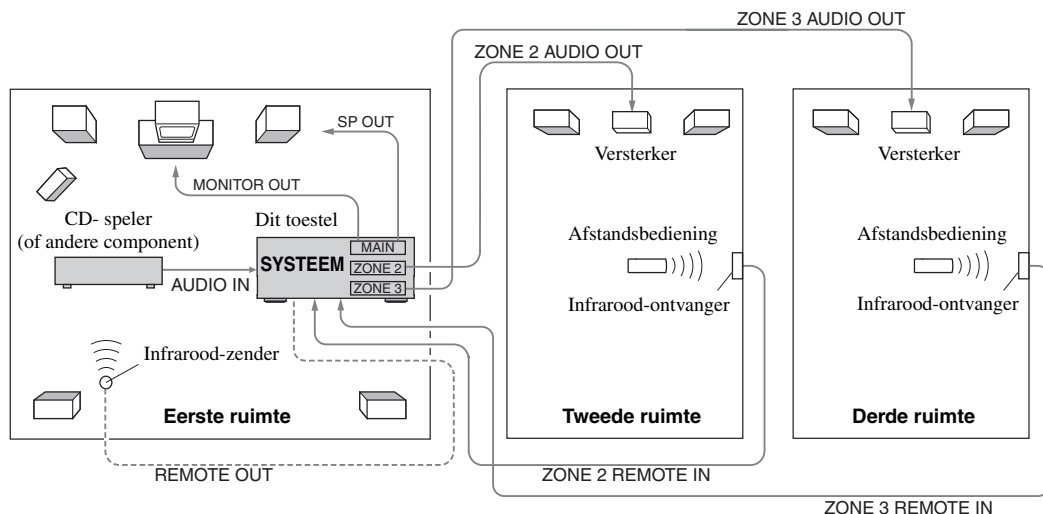 ZONE 3 AUDIO OUT
ZONE 2 AUDIO OUT
SP OUT
MONITOR OUT
CD- speler
(of andere component)
Dit toestel
AUDIO IN
SYSTEEM
MAIN
ZONE 2
ZONE 3
Infrarood-zender
Eerste ruimte
REMOTE OUT
Versterker
Afstandsbediening
Infrarood-ontvanger
Tweede ruimte
ZONE 2 REMOTE IN
Versterker
Afstandsbediening
Infrarood-ontvanger
Derde ruimte
ZONE 3 REMOTE IN